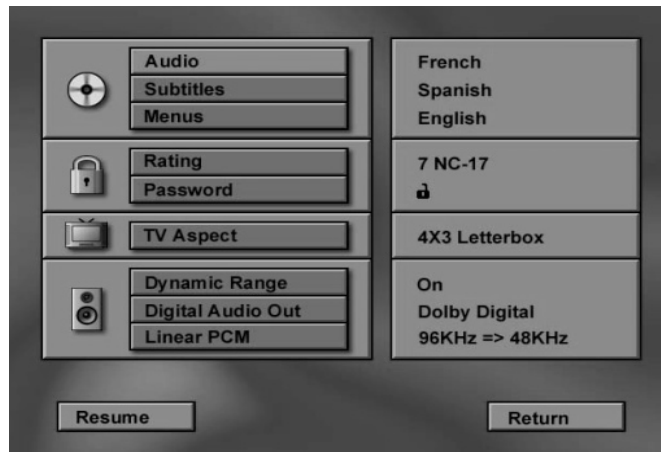 Audio French
Subtitles Spanish
Menus English
Rating 7 NC-17
Password
TV Aspect 4X3 Letterbox
Dynamic Range On
Digital Audio Out Dolby Digital
Linear PCM 96KHz => 48KHz
Resume Return